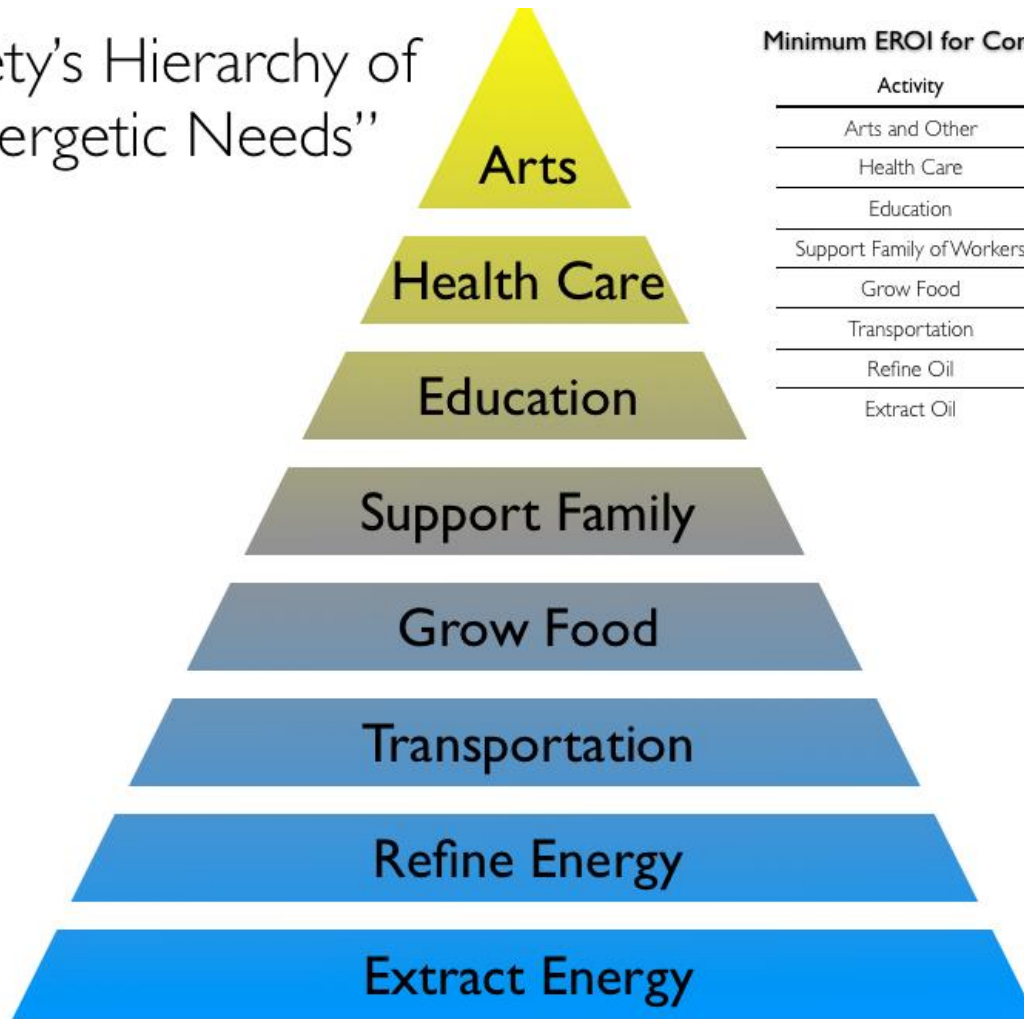 ety's Hierarchy of
ergetic Needs”
Arts
Health Care
Education
Support Family
Grow Food
Transportation
Refine Energy
Extract Energy
Minimum EROI for Con
Activity
Arts and Other
Health Care
Education
Support Family of Workers
Grow Food
Transportation
Refine Oil
Extract Oil